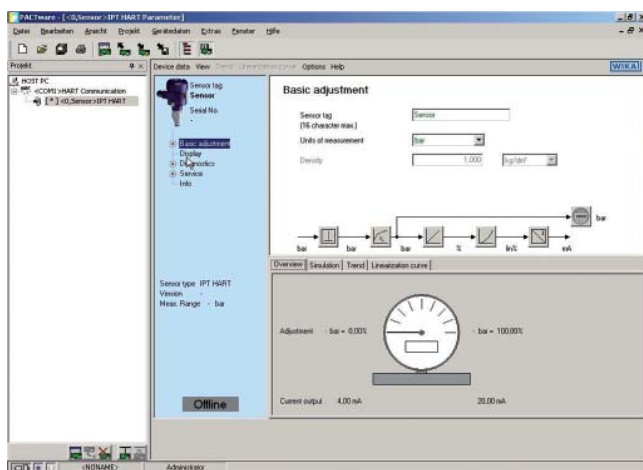 PACTware - [<0,Sensor>IPT HART Parameter]
Datei Bearbeiten Ansicht Projekt Gerätedaten Extras Fenster Hilfe
Projekt
HOST PC
<COM1>HART Communication
[*] <0,Sensor>IPT HART
Device data View Trend Linearization curve Options Help
WIKA
Sensor tag
Sensor
Serial No.
-
Basic adjustment
Display
Diagnostics
Service
Info
Sensor type IPT HART
Version -
Meas. Range - bar
Offline
Basic adjustment
Sensor tag
(16 character max.)
Sensor
Units of measurement
bar
Density
1.000
kg/dm³
bar
bar bar bar % lin% mA
Overview Simulation Trend Linearization curve
Adjustment - bar = 0,00%
- bar = 100,00%
Current output 4.00 mA
20.00 mA
<NONAME> Administrator